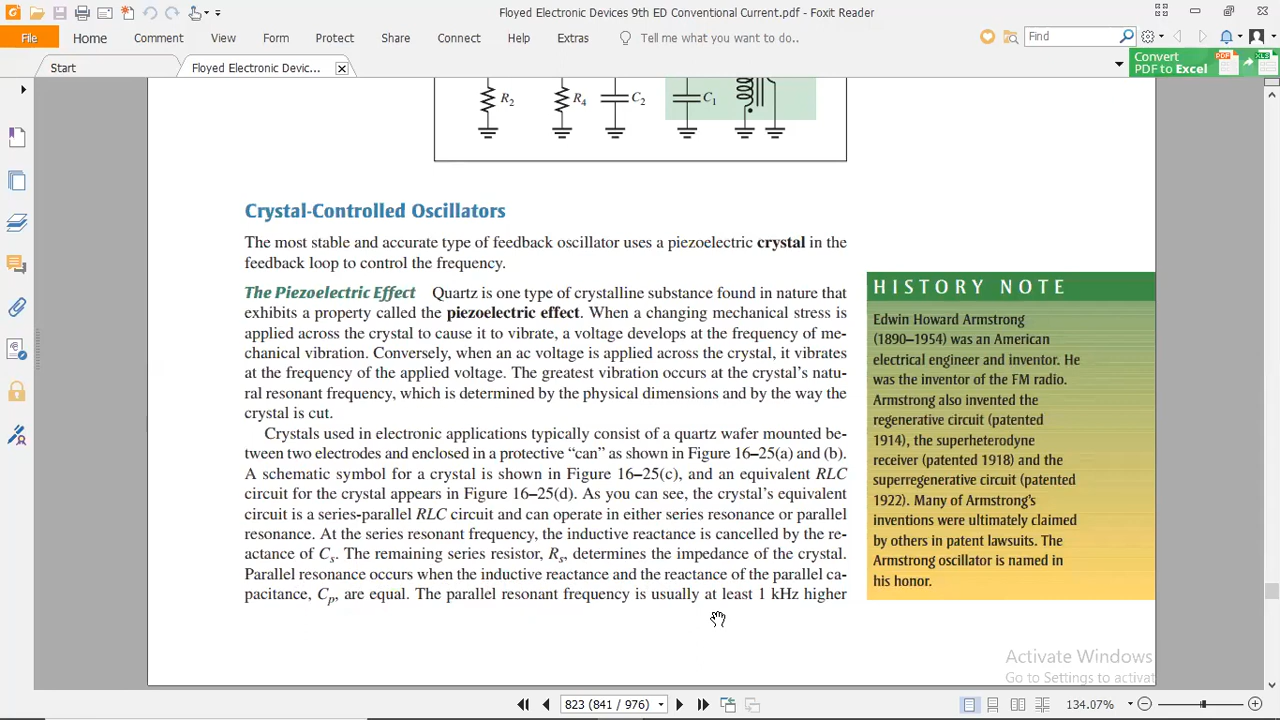 Floyed Electronic Devices 9th ED Conventional Current.pdf - Foxit Reader
File Home Comment View Form Protect Share Connect Help Extras Tell me what you want to do.. Find
Start Floyed Electronic Devic...
Convert
PDF to Excel
R2 R4 C2 C1
Crystal-Controlled Oscillators
The most stable and accurate type of feedback oscillator uses a piezoelectric crystal in the
feedback loop to control the frequency.
The Piezoelectric Effect Quartz is one type of crystalline substance found in nature that
exhibits a property called the piezoelectric effect. When a changing mechanical stress is
applied across the crystal to cause it to vibrate, a voltage develops at the frequency of me-
chanical vibration. Conversely, when an ac voltage is applied across the crystal, it vibrates
at the frequency of the applied voltage. The greatest vibration occurs at the crystal's natu-
ral resonant frequency, which is determined by the physical dimensions and by the way the
crystal is cut.
Crystals used in electronic applications typically consist of a quartz wafer mounted be-
tween two electrodes and enclosed in a protective “can” as shown in Figure 16–25(a) and (b).
A schematic symbol for a crystal is shown in Figure 16–25(c), and an equivalent RLC
circuit for the crystal appears in Figure 16–25(d). As you can see, the crystal's equivalent
circuit is a series-parallel RLC circuit and can operate in either series resonance or parallel
resonance. At the series resonant frequency, the inductive reactance is cancelled by the re-
actance of Cs. The remaining series resistor, Rs, determines the impedance of the crystal.
Parallel resonance occurs when the inductive reactance and the reactance of the parallel ca-
pacitance, Cp, are equal. The parallel resonant frequency is usually at least 1 kHz higher
HISTORY NOTE
Edwin Howard Armstrong
(1890–1954) was an American
electrical engineer and inventor. He
was the inventor of the FM radio.
Armstrong also invented the
regenerative circuit (patented
1914), the superheterodyne
receiver (patented 1918) and the
superregenerative circuit (patented
1922). Many of Armstrong's
inventions were ultimately claimed
by others in patent lawsuits. The
Armstrong oscillator is named in
his honor.
Activate Windows
Go to Settings to activat
823 (841 / 976) 134.07%